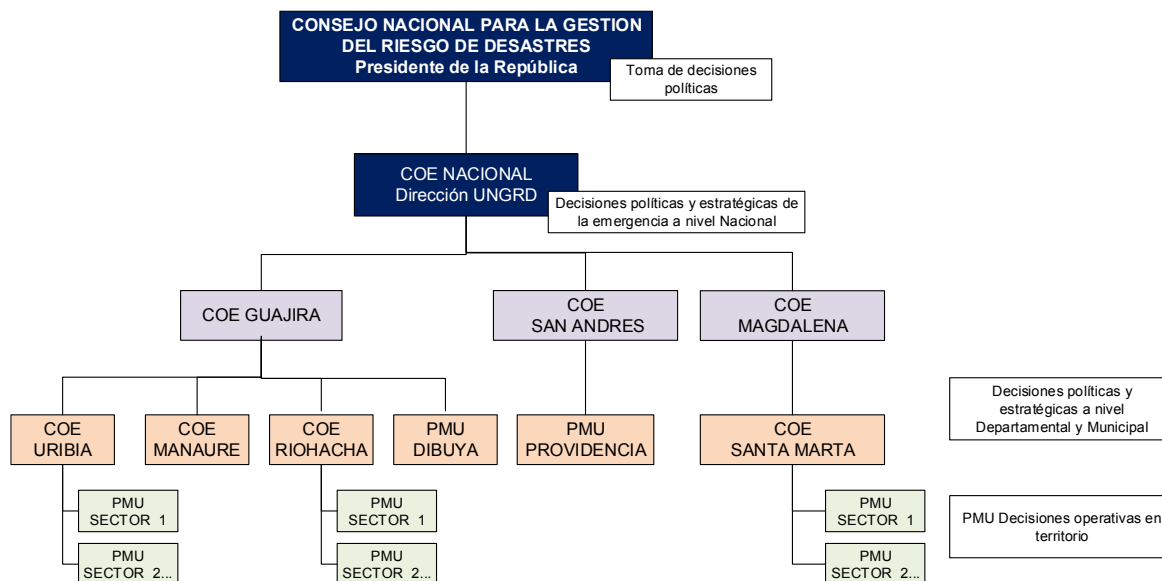 CONSEJO NACIONAL PARA LA GESTION
DEL RIESGO DE DESTRES
Presidente de la República
Toma de decisiones
políticas
COE NACIONAL
Dirección UNGRD
Decisiones políticas y estratégicas de
la emergencia a nivel Nacional
COE GUAJIRA
COE
SAN ANDRES
COE
MAGDALENA
COE
URIBIA
COE
MANAURE
COE
RIOHACHA
PMU
DIBUYA
PMU
PROVIDENCIA
COE
SANTA MARTA
Decisiones políticas y
estratégicas a nivel
Departamental y Municipal
PMU
SECTOR 1
PMU
SECTOR 2...
PMU
SECTOR 1
PMU
SECTOR 2...
PMU
SECTOR 1
PMU
SECTOR 2...
PMU Decisiones operativas en
territorio